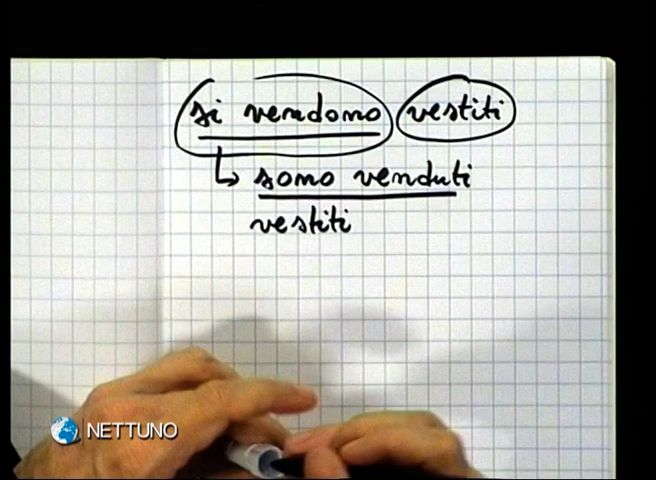 si vendono vestiti
sono venduti
vestiti
NETTUNO